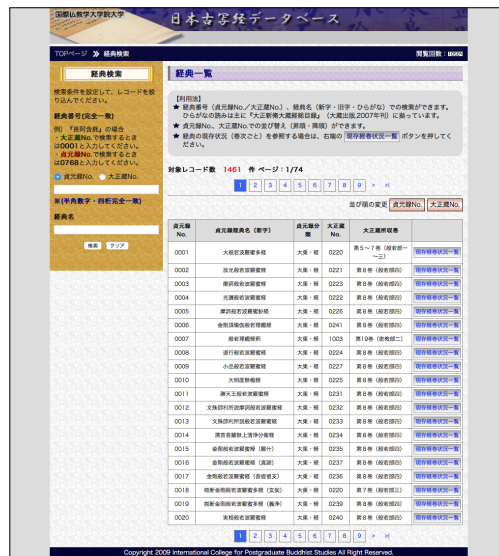 国際仏教学大学院大学
日本古写経データベース
TOPページ ❯❯ 経典検索
閲覧回数：
経典検索
検索条件を設定して、レコードを絞り込んでください。
経典番号(完全一致)
例）『長阿含経』の場合
・大正蔵No.で検索するときは0001と入力してください。
・貞元録No.で検索するときは0768と入力してください。
貞元録No. 大正蔵No.
※(半角数字・四桁完全一致)
経典名
検索 クリア
経典一覧
【利用法】
★ 経典番号（貞元録No.／大正蔵No.）、経典名（新字・旧字・ひらがな）での検索ができます。
ひらがなの読みは主に『大正新脩大蔵経総目録』（大蔵出版,2007年刊）に拠っています。
★ 貞元録No.、大正蔵No.での並び替え（昇順・降順）ができます。
★ 経典の現存状況（巻次ごと）を参照する場合は、右端の 現存経巻状況一覧 ボタンを押してください。
対象レコード数 1461 件 ページ：1/74
1 2 3 4 5 6 7 8 9 > >|
並び順の変更 貞元録No. 大正蔵No.
貞元録No. 貞元録経典名（新字） 貞元録分類 大正蔵No. 大正蔵所収巻
0001 大般若波羅蜜多経 大乗・経 0220 第5～7巻（般若部一～三） 現存経巻状況一覧
0002 放光般若波羅蜜経 大乗・経 0221 第8巻（般若部四） 現存経巻状況一覧
0003 摩訶般若波羅蜜経 大乗・経 0223 第8巻（般若部四） 現存経巻状況一覧
0004 光讃般若波羅蜜経 大乗・経 0222 第8巻（般若部四） 現存経巻状況一覧
0005 摩訶般若波羅蜜鈔経 大乗・経 0226 第8巻（般若部四） 現存経巻状況一覧
0006 金剛頂瑜伽般若理趣経 大乗・経 0241 第8巻（般若部四） 現存経巻状況一覧
0007 般若理趣釈 大乗・経 1003 第19巻（密教部二） 現存経巻状況一覧
0008 道行般若波羅蜜経 大乗・経 0224 第8巻（般若部四） 現存経巻状況一覧
0009 小品般若波羅蜜経 大乗・経 0227 第8巻（般若部四） 現存経巻状況一覧
0010 大明度無極経 大乗・経 0225 第8巻（般若部四） 現存経巻状況一覧
0011 勝天王般若波羅蜜経 大乗・経 0231 第8巻（般若部四） 現存経巻状況一覧
0012 文殊師利所説摩訶般若波羅蜜経 大乗・経 0232 第8巻（般若部四） 現存経巻状況一覧
0013 文殊師利所説般若波羅蜜経 大乗・経 0233 第8巻（般若部四） 現存経巻状況一覧
0014 濡首菩薩無上清浄分衛経 大乗・経 0234 第8巻（般若部四） 現存経巻状況一覧
0015 金剛般若波羅蜜経（羅什） 大乗・経 0235 第8巻（般若部四） 現存経巻状況一覧
0016 金剛般若波羅蜜経（真諦） 大乗・経 0237 第8巻（般若部四） 現存経巻状況一覧
0017 金剛般若波羅蜜経（菩提留支） 大乗・経 0236 第8巻（般若部四） 現存経巻状況一覧
0018 能断金剛般若波羅蜜多経（玄奘） 大乗・経 0220 第7巻（般若部三） 現存経巻状況一覧
0019 能断金剛般若波羅蜜多経（義浄） 大乗・経 0239 第8巻（般若部四） 現存経巻状況一覧
0020 実相般若波羅蜜経 大乗・経 0240 第8巻（般若部四） 現存経巻状況一覧
1 2 3 4 5 6 7 8 9 > >|
Copyright 2009 International College for Postgraduate Buddhist Studies All Right Reserved.